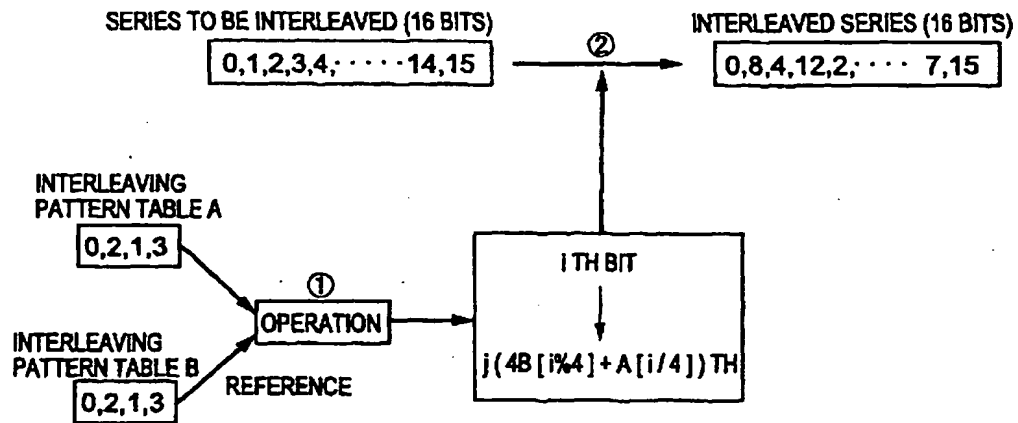 SERIES TO BE INTERLEAVED (16 BITS)
0,1,2,3,4,·····14,15
②
INTERLEAVED SERIES (16 BITS)
0,8,4,12,2,···· 7,15
INTERLEAVING
PATTERN TABLE A
0,2,1,3
①
OPERATION
INTERLEAVING
PATTERN TABLE B
0,2,1,3
REFERENCE
i TH BIT
j(4B[i%4]+A[i/4])TH